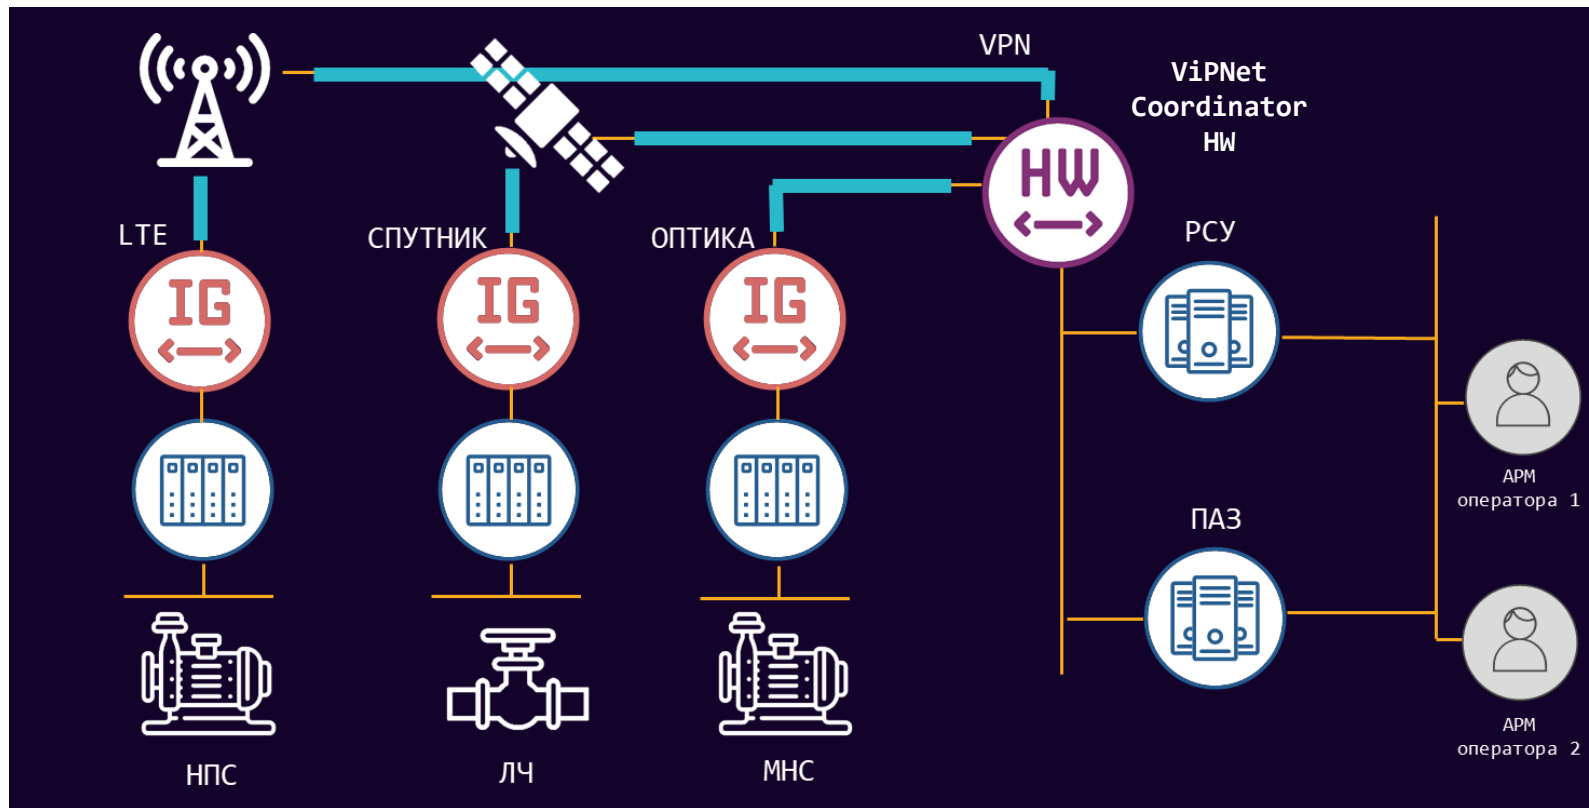 VPN
ViPNet
Coordinator
HW
HW
LTE
СПУТНИК
ОПТИКА
РСУ
IG
IG
IG
АРМ
оператора 1
ПАЗ
АРМ
оператора 2
НПС
ЛЧ
МНС